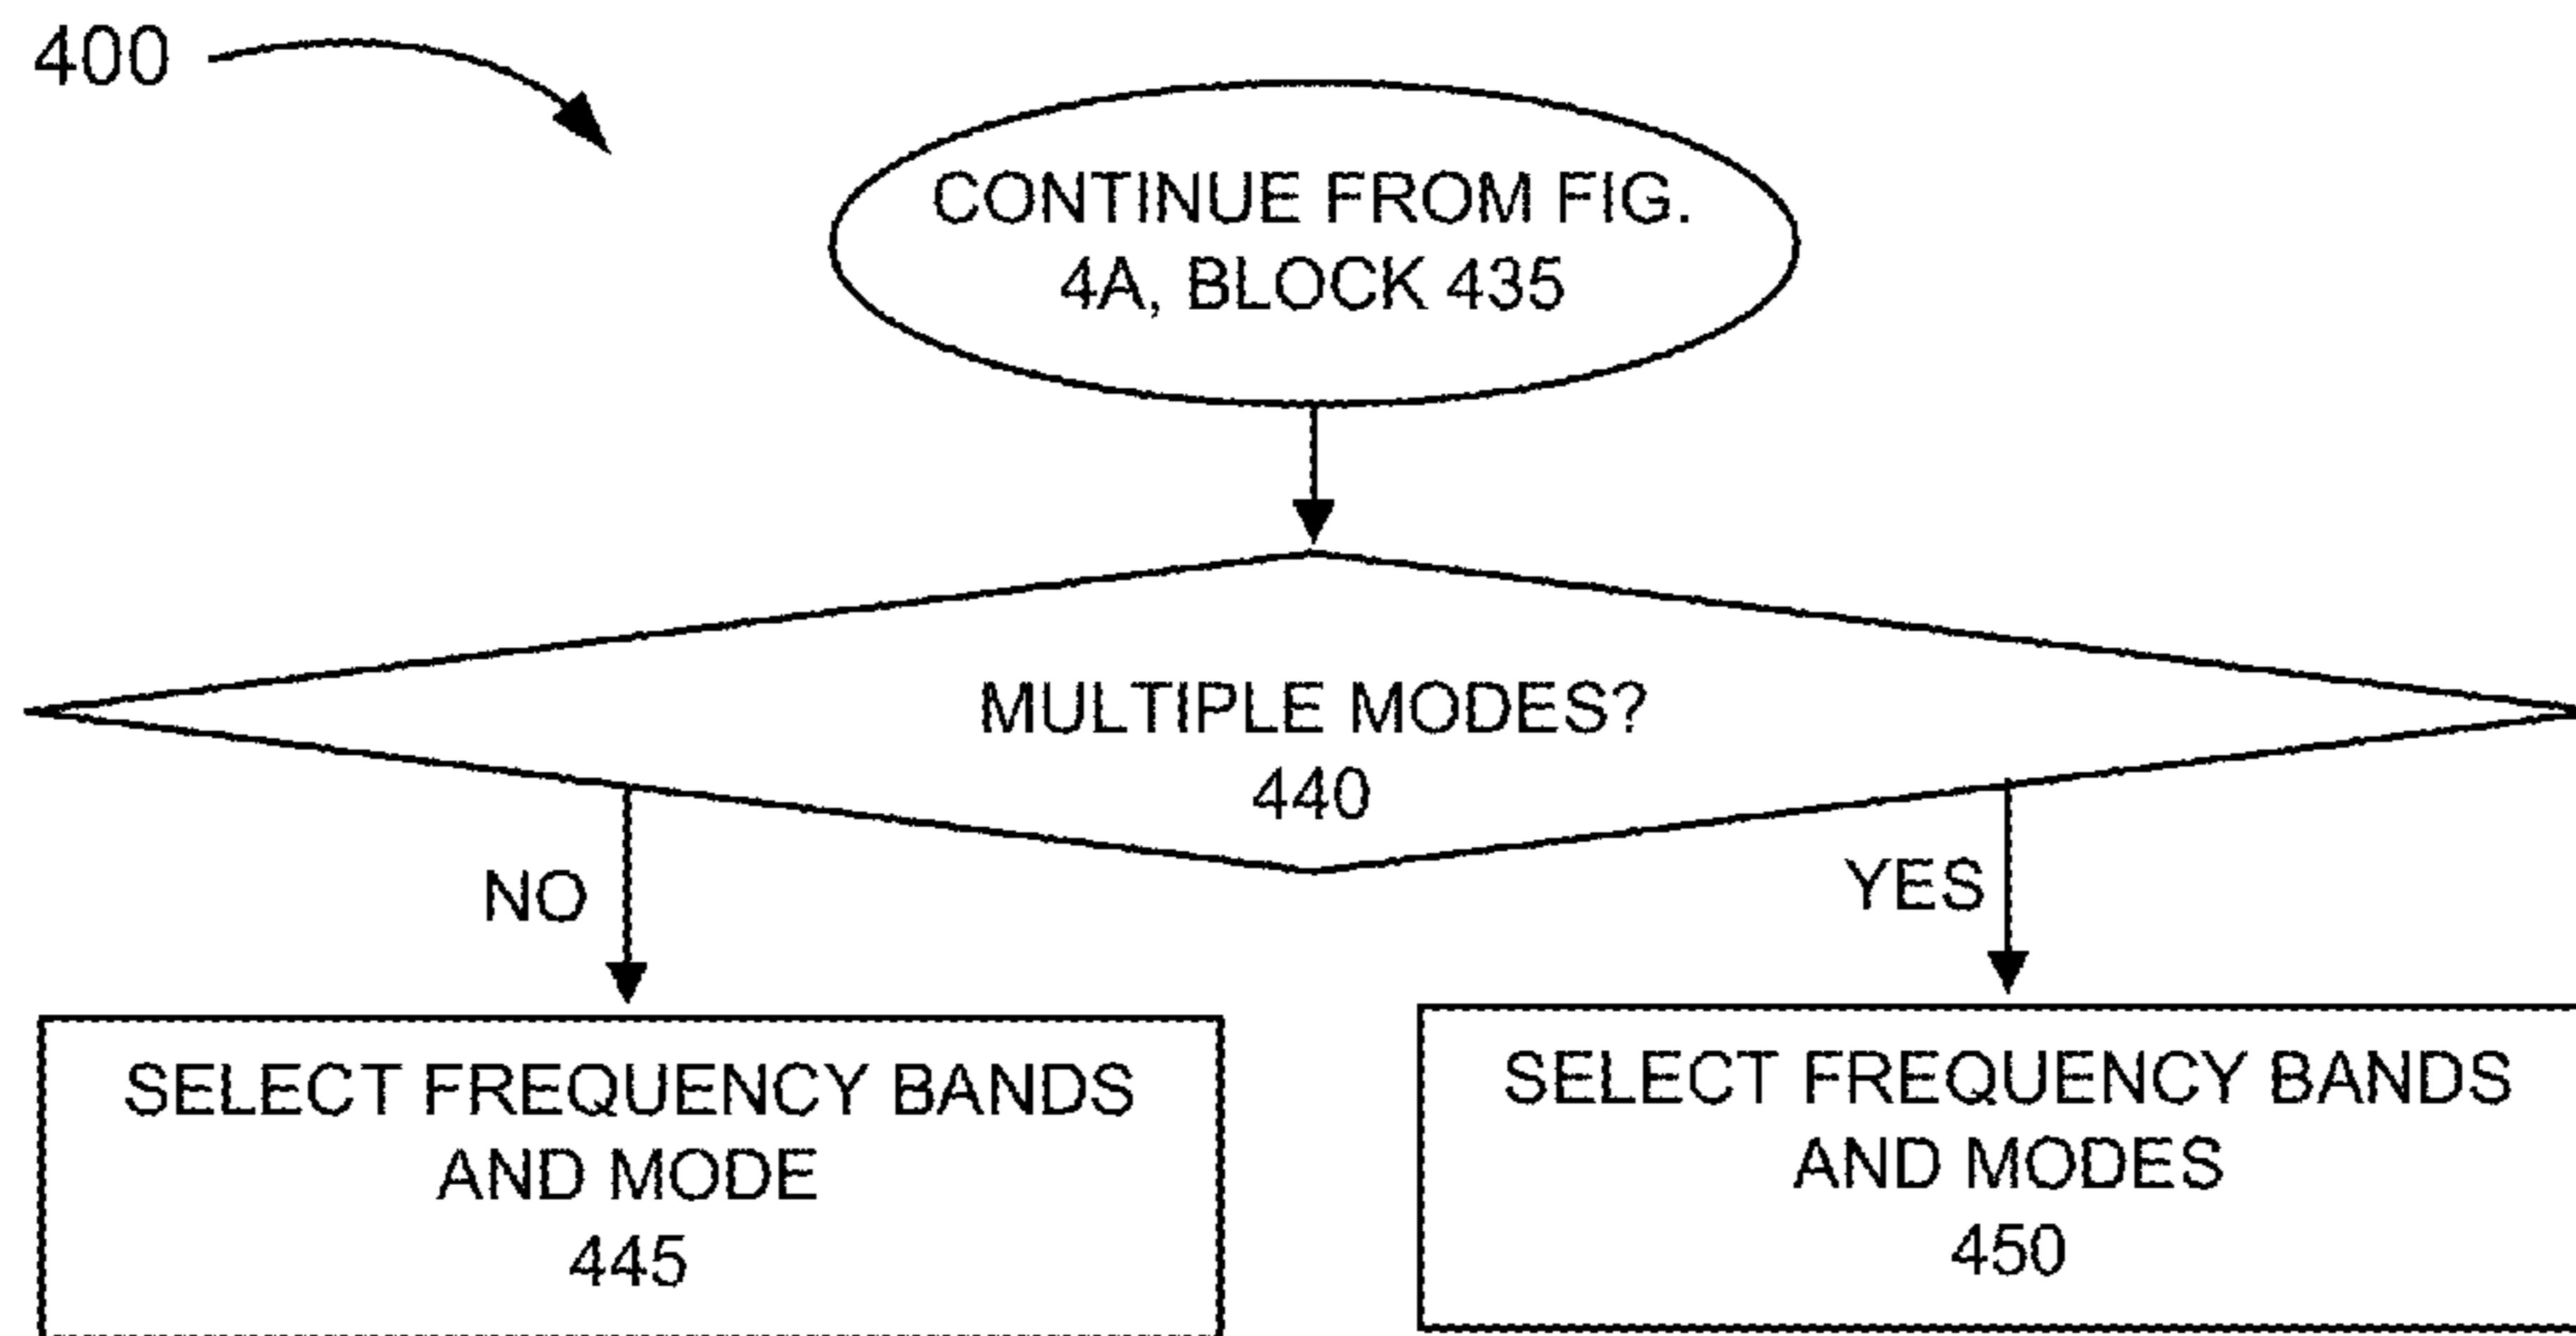 400
CONTINUE FROM FIG.
4A, BLOCK 435
MULTIPLE MODES?
440
NO
YES
SELECT FREQUENCY BANDS
AND MODE
445
SELECT FREQUENCY BANDS
AND MODES
450